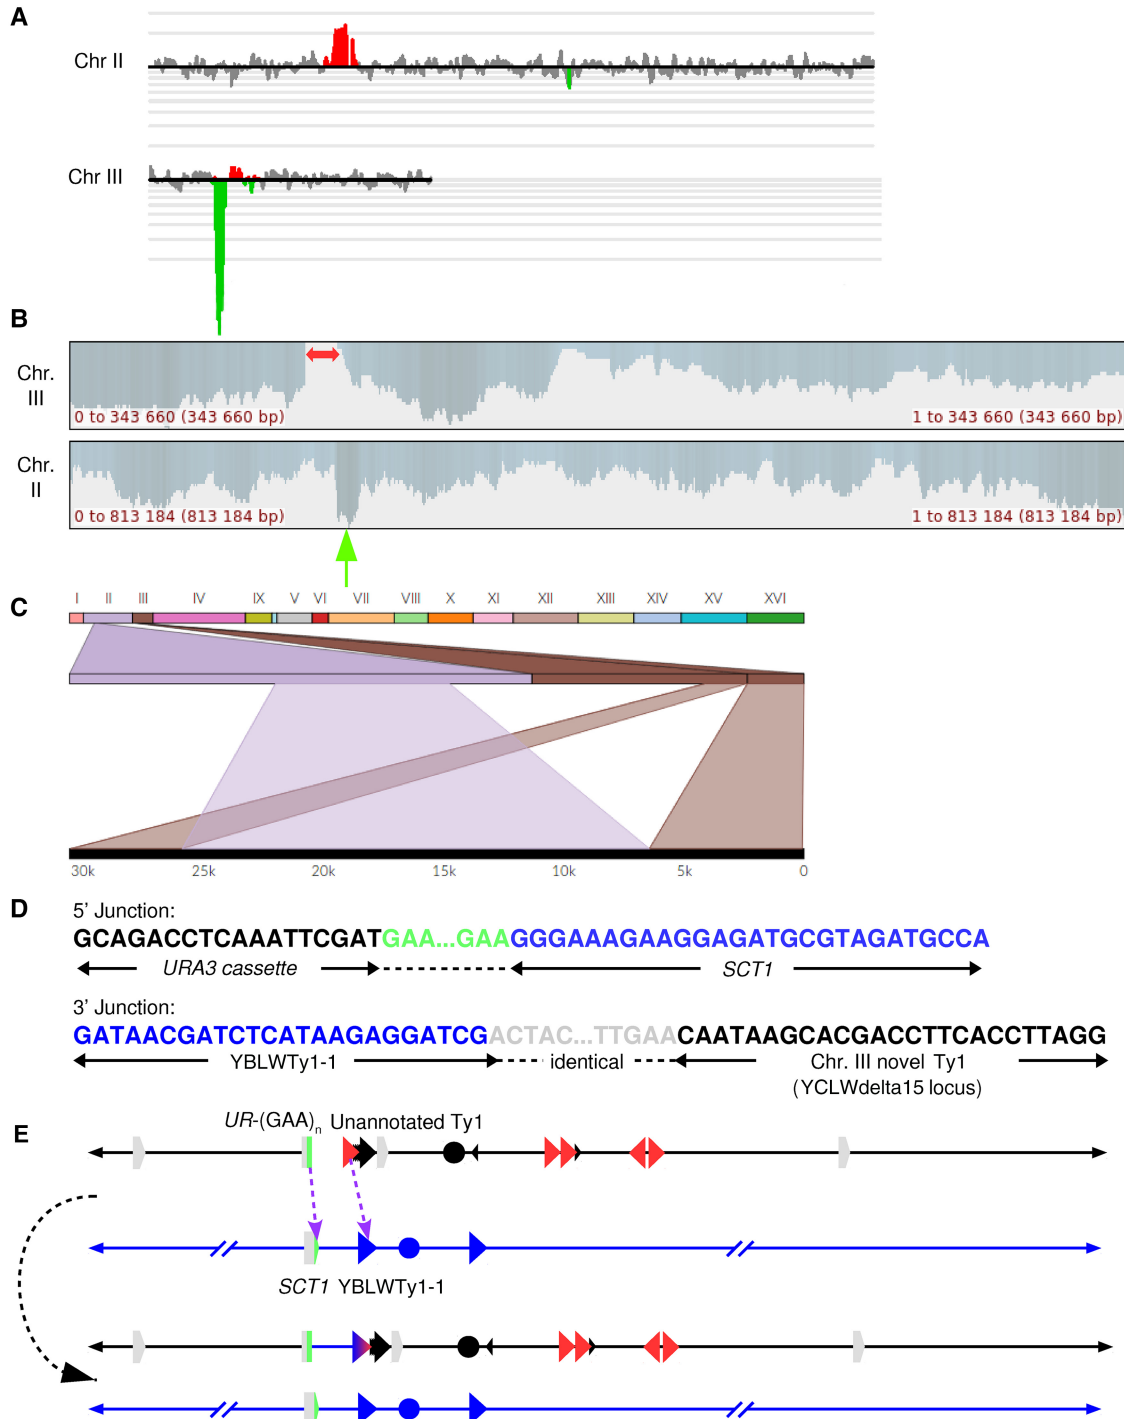 A
Chr II
Chr III
B
Chr.
III
0 to 343 660 (343 660 bp)
1 to 343 660 (343 660 bp)
Chr.
II
0 to 813 184 (813 184 bp)
1 to 813 184 (813 184 bp)
C
I II III IV IX V VI VII VIII X XI XII XIII XIV XV XVI
30k 25k 20k 15k 10k 5k 0
D
5’ Junction:
GCAGACCTCAAATTCGATGAA...GAAGGGAAAGAAGGAGATGCGTAGATGCCA
URA3 cassette SCT1
3’ Junction:
GATAACGATCTCATAAGAGGATCGACTAC...TTGAACAATAAGCACGACCTTCACCTTAGG
YBLWTy1-1 identical Chr. III novel Ty1
(YCLWdelta15 locus)
E
UR-(GAA)n Unannotated Ty1
SCT1 YBLWTy1-1